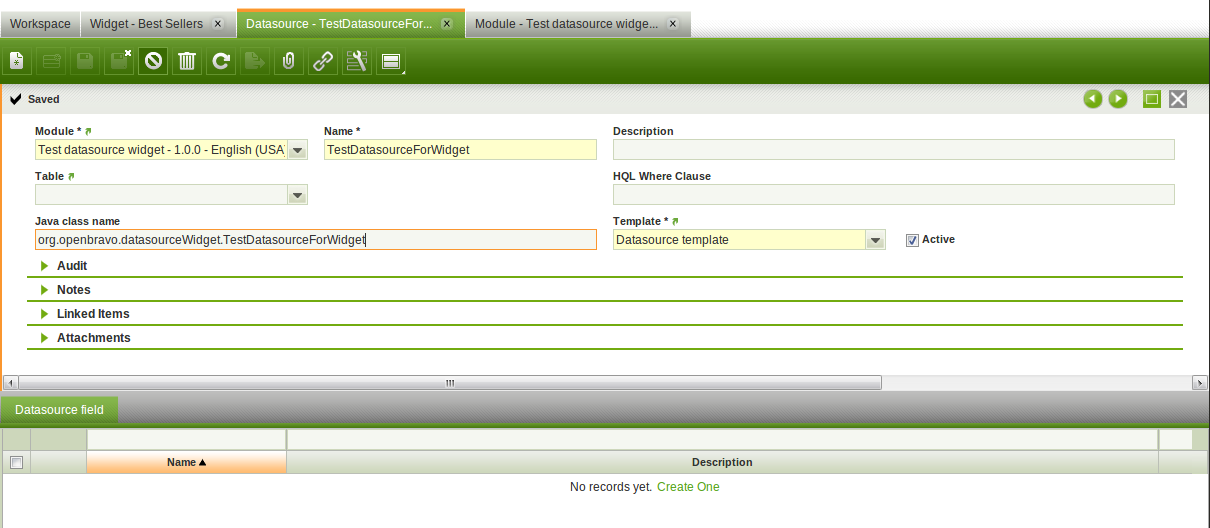 Workspace
Widget - Best Sellers
Datasource - TestDatasourceFor...
Module - Test datasource widge...
Saved
Module *
Name *
Description
Test datasource widget - 1.0.0 - English (USA)
TestDatasourceForWidget
Table
HQL Where Clause
Java class name
Template *
org.openbravo.datasourceWidget.TestDatasourceForWidget
Datasource template
Active
Audit
Notes
Linked Items
Attachments
Datasource field
Name
Description
No records yet. Create One